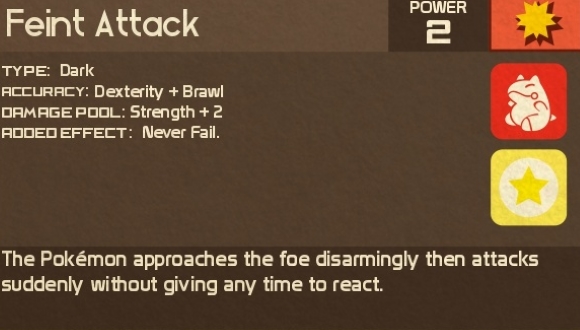 Feint Attack
POWER
2
TYPE: Dark
ACCURACY: Dexterity + Brawl
DAMAGE POOL: Strength + 2
ADDED EFFECT: Never Fail.
The Pokémon approaches the foe disarmingly then attacks
suddenly without giving any time to react.